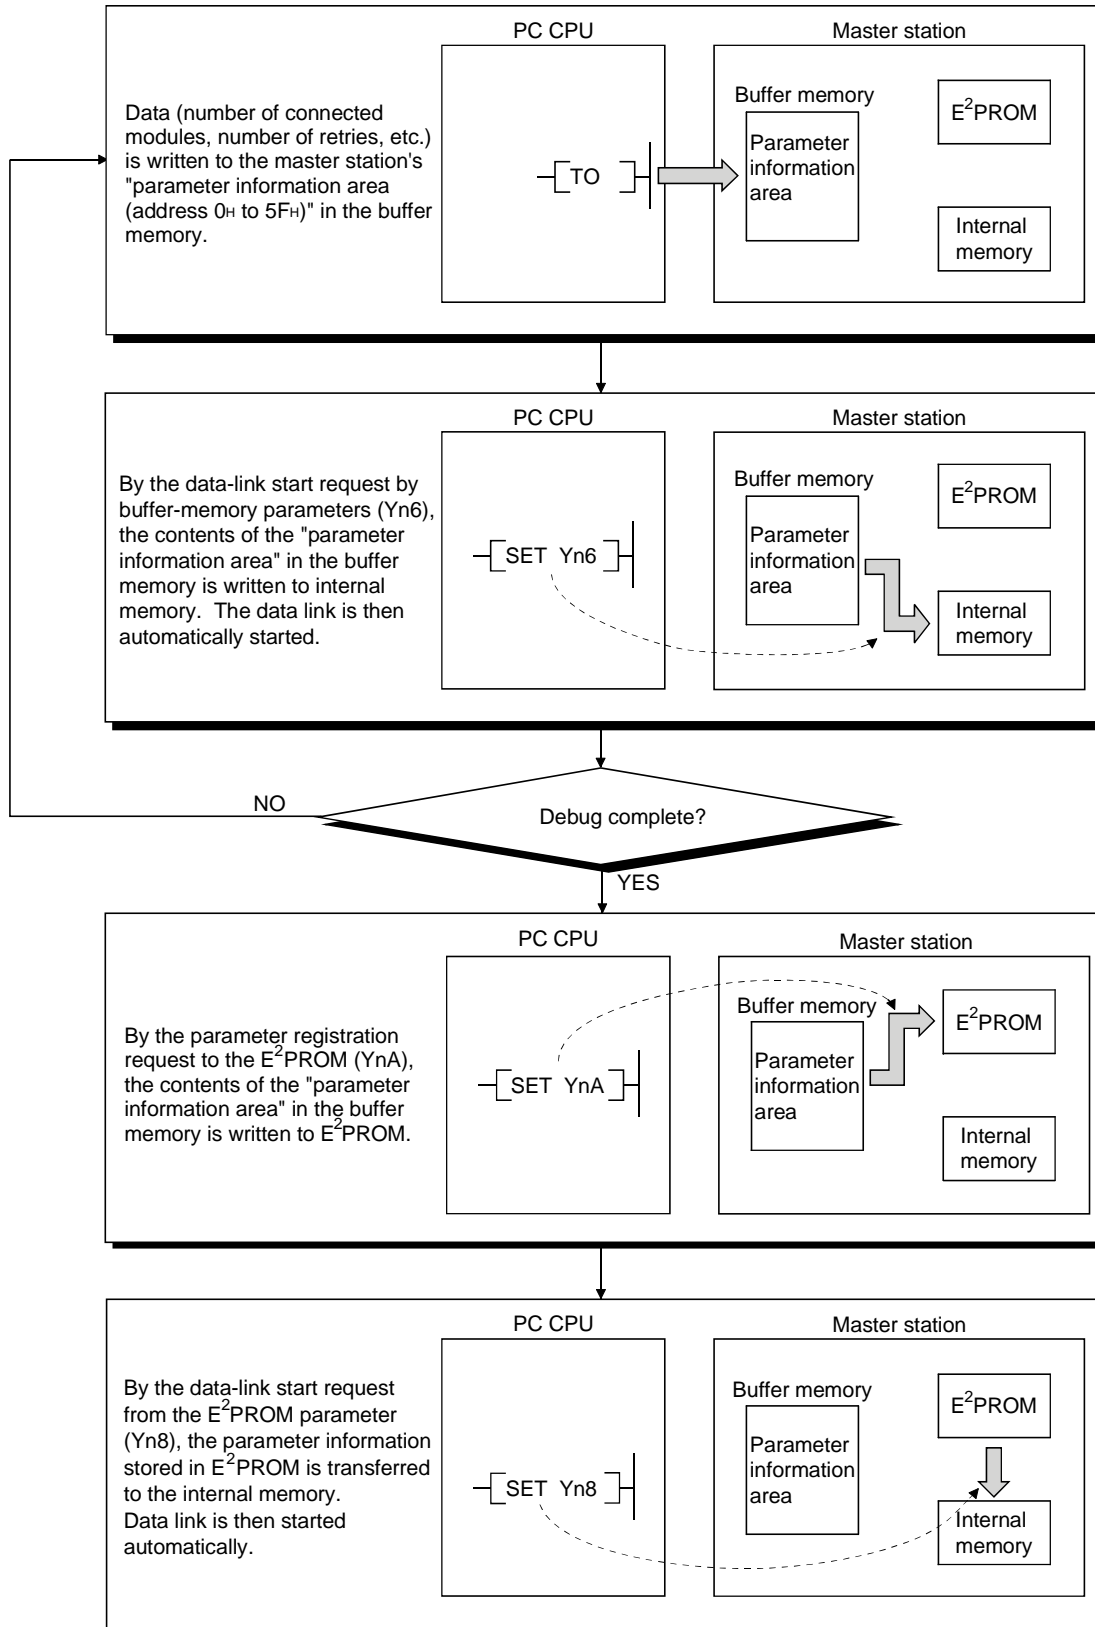 PC CPU
Master station
Data (number of connected
modules, number of retries, etc.)
is written to the master station's
"parameter information area
(address 0H to 5FH)" in the buffer
memory.
TO
Buffer memory
Parameter
information
area
E2PROM
Internal
memory
PC CPU
Master station
By the data-link start request by
buffer-memory parameters (Yn6),
the contents of the "parameter
information area" in the buffer
memory is written to internal
memory. The data link is then
automatically started.
SET Yn6
Buffer memory
Parameter
information
area
E2PROM
Internal
memory
NO
Debug complete?
YES
PC CPU
Master station
By the parameter registration
request to the E2PROM (YnA),
the contents of the "parameter
information area" in the buffer
memory is written to E2PROM.
SET YnA
Buffer memory
Parameter
information
area
E2PROM
Internal
memory
PC CPU
Master station
By the data-link start request
from the E2PROM parameter
(Yn8), the parameter information
stored in E2PROM is transferred
to the internal memory.
Data link is then started
automatically.
SET Yn8
Buffer memory
Parameter
information
area
E2PROM
Internal
memory